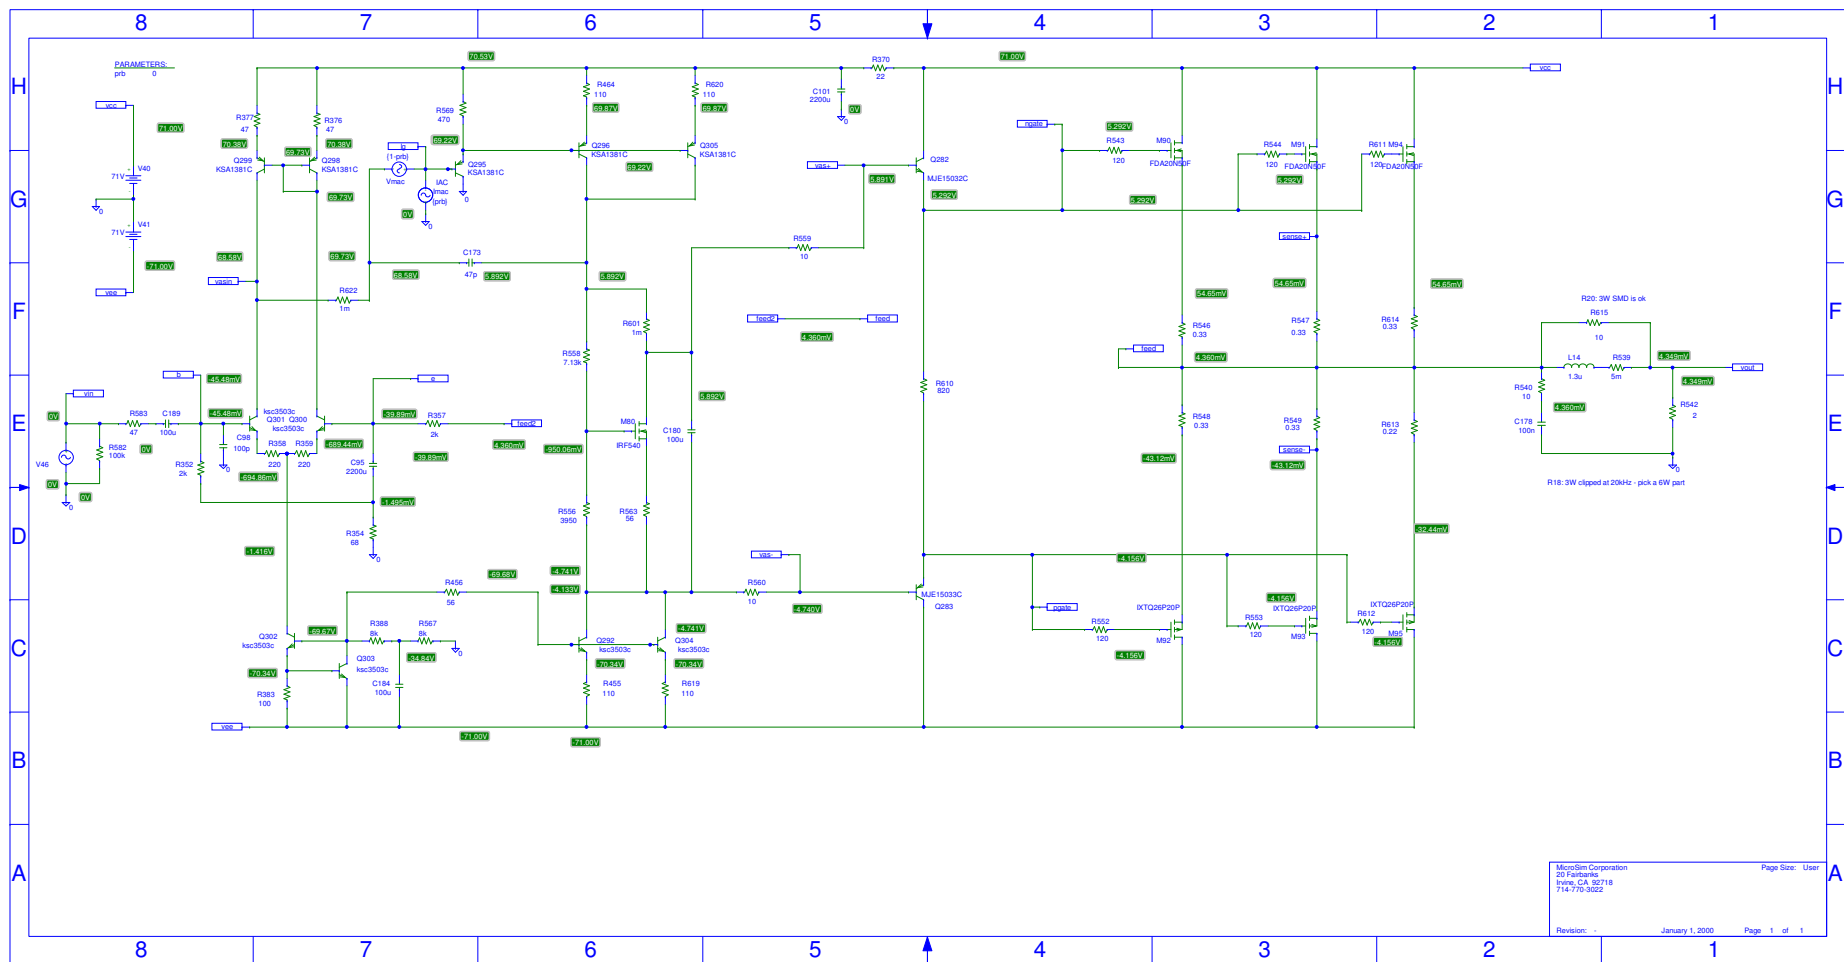 8 7 6 5 4 3 2 1
H
G
F
E
D
C
B
A
PARAMETERS:
prb 0
vcc
71.00V
V40
71V
V41
71V
-71.00V
vee
70.53V
R377
47
R376
47
70.38V
70.38V
69.73V
Q299
KSA1381C
Q298
KSA1381C
69.73V
R569
470
69.22V
Ig
{1-prb}
Vmac
Q295
KSA1381C
0
IAC
Imac
{prb}
0V
0
68.58V
69.73V
vasin
R622
1m
C173
47p
68.58V
5.892V
R464
110
69.87V
R620
110
69.87V
Q296
KSA1381C
Q305
KSA1381C
69.22V
5.892V
R370
22
C101
2200u
0V
0
71.00V
vcc
vas+
5.891V
Q282
MJE15032C
5.292V
R559
10
ngate
5.292V
R543
120
M90
FDA20N50F
5.292V
R544
120
M91
FDA20N50F
5.292V
R611
120
M94
FDA20N50F
sense+
54.65mV
54.65mV
54.65mV
R546
0.33
R547
0.33
R614
0.33
feed
4.360mV
R548
0.33
R549
0.33
R613
0.22
sense-
-43.12mV
-43.12mV
-32.44mV
R20: 3W SMD is ok
R615
10
L14
1.3u
R539
5m
4.349mV
vout
4.349mV
R540
10
4.360mV
C178
100n
R542
2
0
R18: 3W clipped at 20kHz - pick a 6W part
feed2
feed
4.360mV
R601
1m
R558
7.13k
5.892V
M80
IRF540
C180
100u
-950.06mV
R556
3950
R563
56
R610
820
vin
b
-45.48mV
e
0V
R583
47
C189
100u
-45.48mV
ksc3503c
Q301
Q300
ksc3503c
-39.89mV
R357
2k
feed2
4.360mV
V46
R582
100k
0V
R352
2k
C98
100p
0
R358
220
R359
220
-689.44mV
-694.86mV
C95
2200u
-39.89mV
0V
0V
0
-1.495mV
R354
68
0
-1.416V
R456
56
-69.68V
-4.741V
-4.133V
vas-
R560
10
-4.740V
MJE15033C
Q283
-4.156V
pgate
R552
120
IXTQ26P20P
M92
-4.156V
-4.156V
R553
120
IXTQ26P20P
M93
R612
120
IXTQ26P20P
M95
-4.156V
Q302
ksc3503c
-69.67V
R388
8k
R567
8k
0
-34.84V
Q303
ksc3503c
-70.34V
C184
100u
R383
100
Q292
ksc3503c
-4.741V
Q304
ksc3503c
-70.34V
-70.34V
R455
110
R619
110
vee
-71.00V
-71.00V
MicroSim Corporation
20 Fairbanks
Irvine, CA 92718
714-770-3022
Page Size: User
Revision: - January 1, 2000 Page 1 of 1
8 7 6 5 4 3 2 1